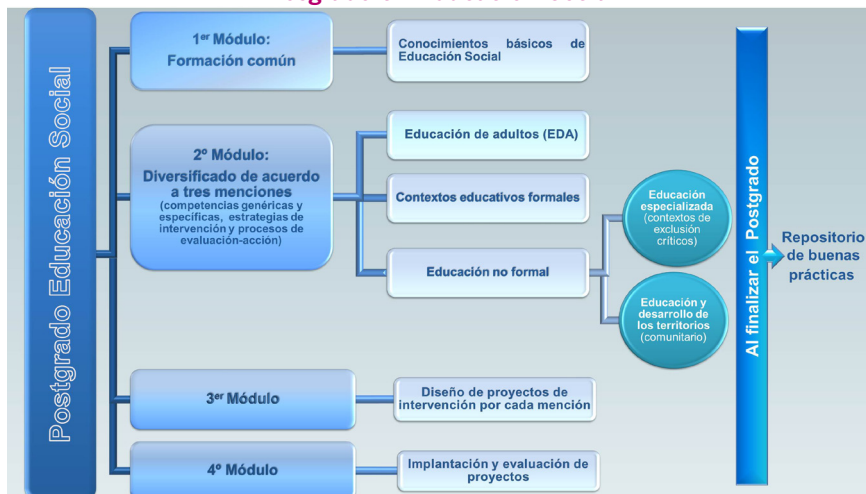 Postgrado Educación Social
1er Módulo:
Formación común
Conocimientos básicos de
Educación Social
2º Módulo:
Diversificado de acuerdo
a tres menciones
(competencias genéricas y
específicas, estrategias de
intervención y procesos de
evaluación-acción)
Educación de adultos (EDA)
Contextos educativos formales
Educación no formal
Educación
especializada
(contextos de
exclusión
críticos)
Educación y
desarrollo de
los territorios
(comunitario)
3er Módulo
Diseño de proyectos de
intervención por cada mención
4º Módulo
Implantación y evaluación de
proyectos
Al finalizar el Postgrado
Repositorio
de buenas
prácticas